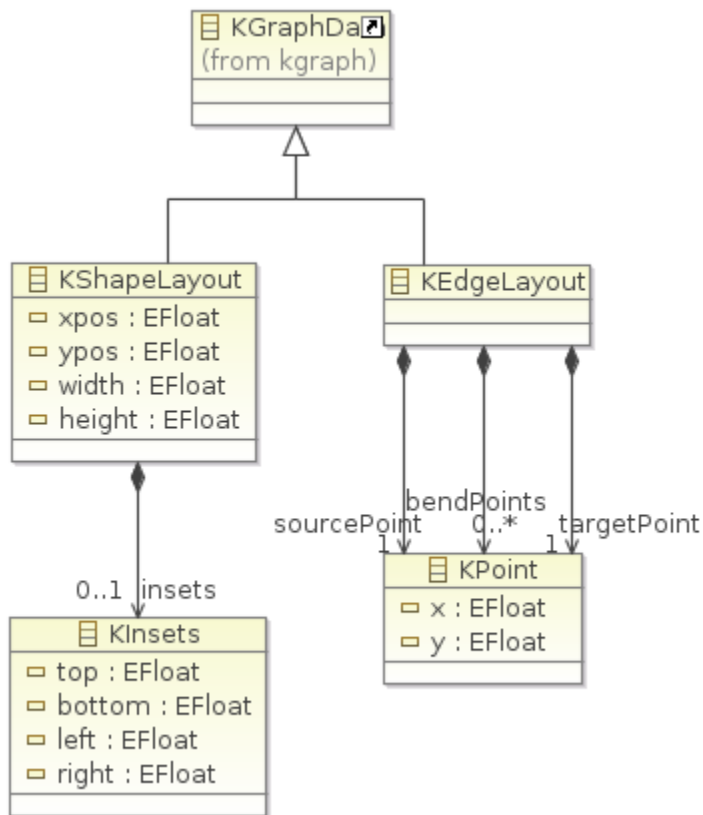 KGraphDa
(from kgraph)
KShapeLayout
xpos : EFloat
ypos : EFloat
width : EFloat
height : EFloat
KEdgeLayout
bendPoints
sourcePoint
0..*
targetPoint
1
1
0..1
insets
KPoint
x : EFloat
y : EFloat
KInsets
top : EFloat
bottom : EFloat
left : EFloat
right : EFloat